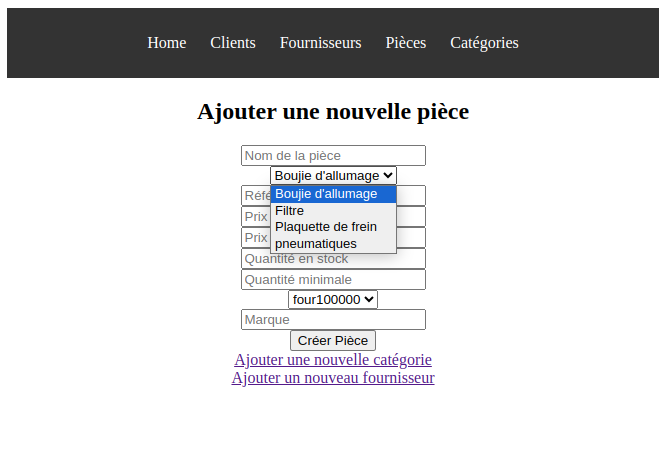 Home Clients Fournisseurs Pièces Catégories
Ajouter une nouvelle pièce
Nom de la pièce
Boujie d'allumage
Boujie d'allumage
Filtre
Plaquette de frein
pneumatiques
Prix
Prix
Quantité en stock
Quantité minimale
four100000
Marque
Créer Pièce
Ajouter une nouvelle catégorie
Ajouter un nouveau fournisseur